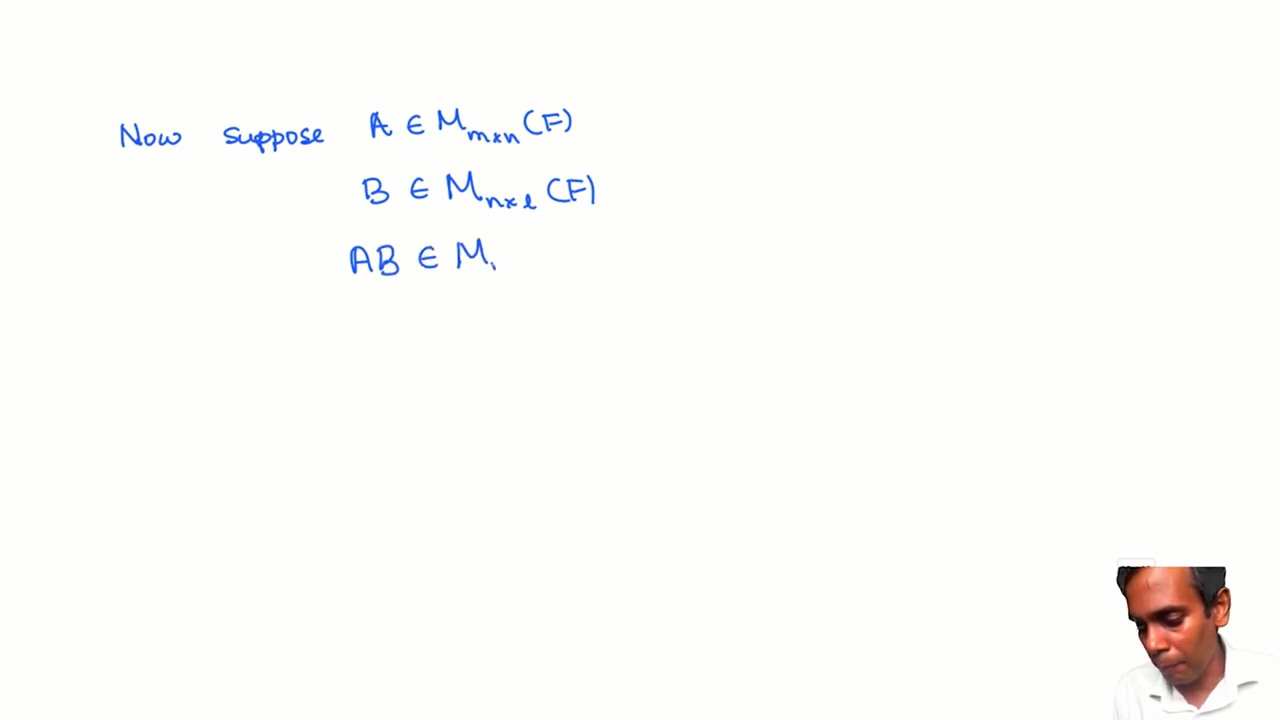 Now suppose A ∈ M_{m×n}(F)
B ∈ M_{n×l}(F)
AB ∈ M